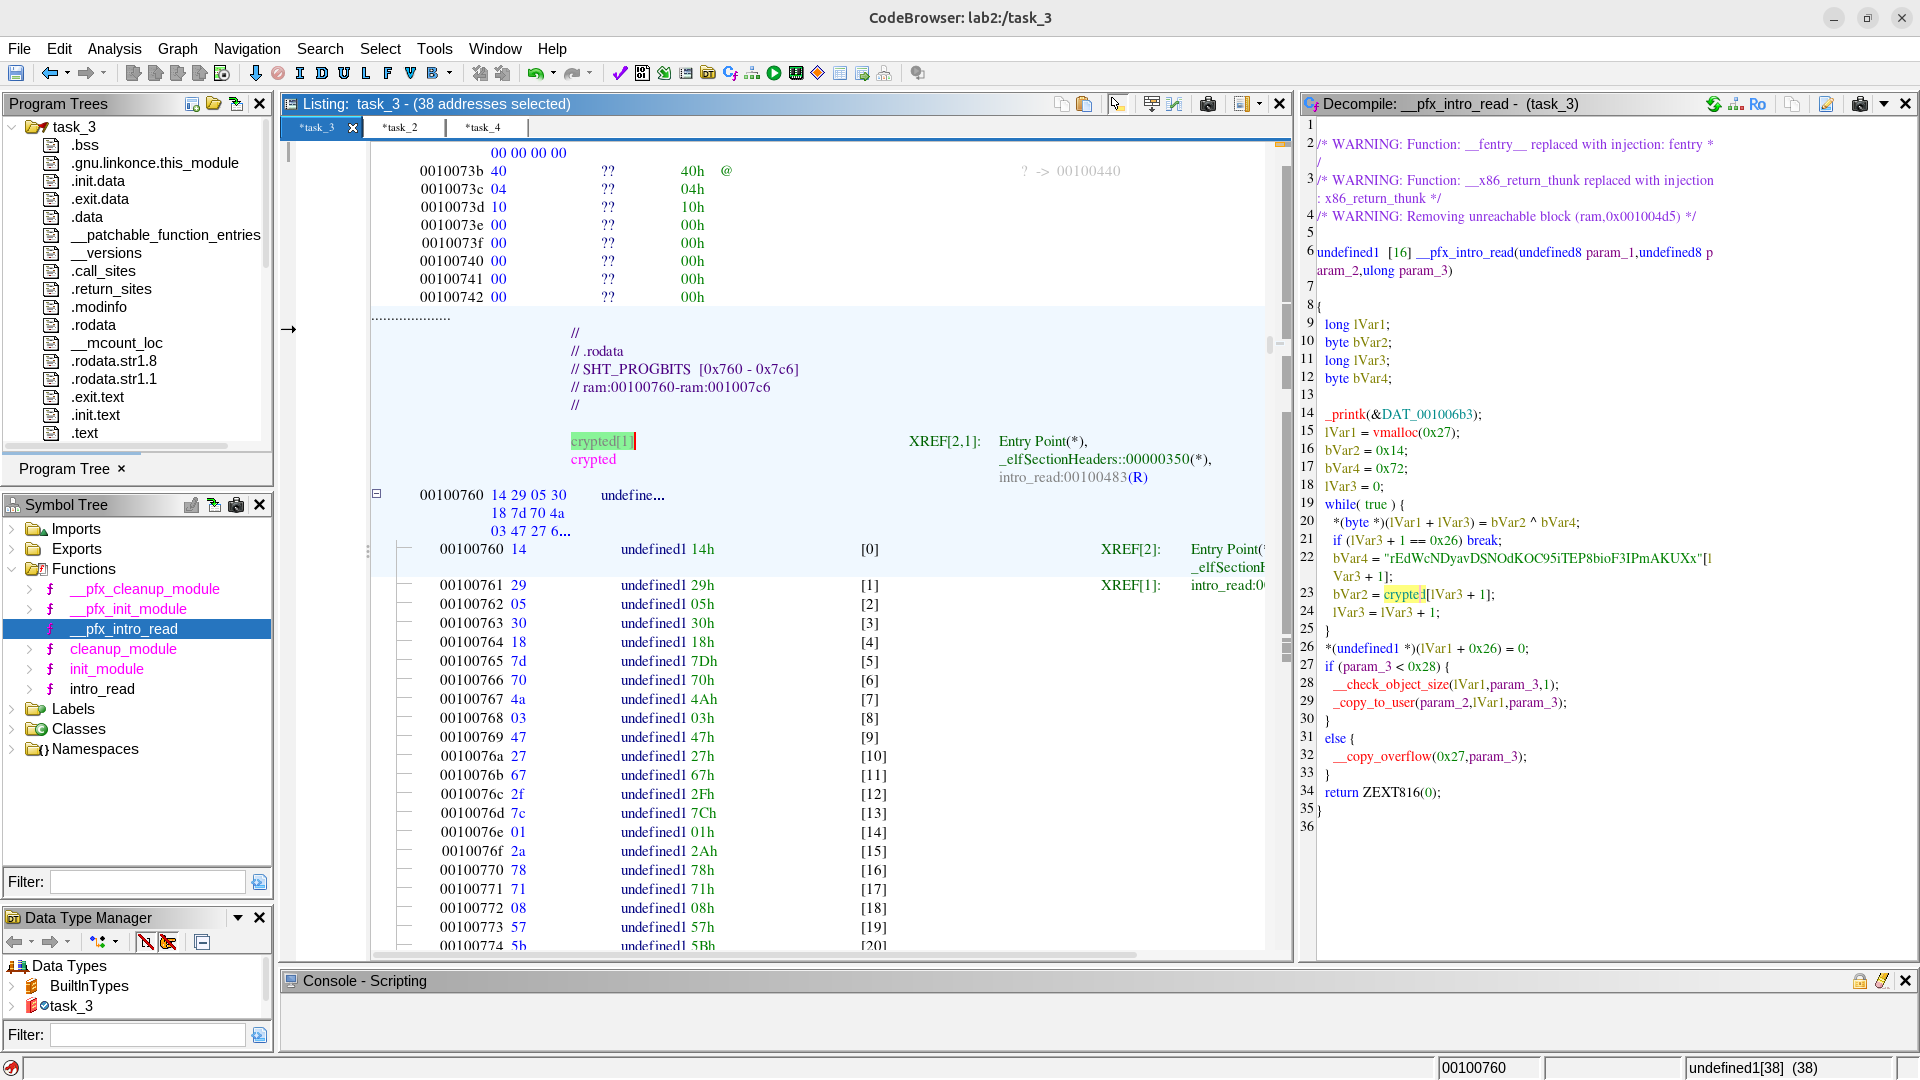 CodeBrowser: lab2:/task_3
File Edit Analysis Graph Navigation Search Select Tools Window Help
I D U L F V B
Program Trees
task_3
.bss
.gnu.linkonce.this_module
.init.data
.exit.data
.data
__patchable_function_entries
__versions
.call_sites
.return_sites
.modinfo
.rodata
__mcount_loc
.rodata.str1.8
.rodata.str1.1
.exit.text
.init.text
.text
Program Tree ×
Symbol Tree
Imports
Exports
Functions
__pfx_cleanup_module
__pfx_init_module
__pfx_intro_read
cleanup_module
init_module
intro_read
Labels
Classes
Namespaces
Filter:
Data Type Manager
Data Types
BuiltInTypes
task_3
Filter:
Listing: task_3 - (38 addresses selected)
*task_3 *task_2 *task_4
00 00 00 00
0010073b 40 ?? 40h @ ? -> 00100440
0010073c 04 ?? 04h
0010073d 10 ?? 10h
0010073e 00 ?? 00h
0010073f 00 ?? 00h
00100740 00 ?? 00h
00100741 00 ?? 00h
00100742 00 ?? 00h
....................
//
// .rodata
// SHT_PROGBITS [0x760 - 0x7c6]
// ram:00100760-ram:001007c6
//
crypted[1] XREF[2,1]: Entry Point(*),
crypted _elfSectionHeaders::00000350(*),
intro_read:00100483(R)
00100760 14 29 05 30 undefine...
18 7d 70 4a
03 47 27 6...
00100760 14 undefined1 14h [0] XREF[2]: Entry Point(*
_elfSectionH
00100761 29 undefined1 29h [1] XREF[1]: intro_read:00
00100762 05 undefined1 05h [2]
00100763 30 undefined1 30h [3]
00100764 18 undefined1 18h [4]
00100765 7d undefined1 7Dh [5]
00100766 70 undefined1 70h [6]
00100767 4a undefined1 4Ah [7]
00100768 03 undefined1 03h [8]
00100769 47 undefined1 47h [9]
0010076a 27 undefined1 27h [10]
0010076b 67 undefined1 67h [11]
0010076c 2f undefined1 2Fh [12]
0010076d 7c undefined1 7Ch [13]
0010076e 01 undefined1 01h [14]
0010076f 2a undefined1 2Ah [15]
00100770 78 undefined1 78h [16]
00100771 71 undefined1 71h [17]
00100772 08 undefined1 08h [18]
00100773 57 undefined1 57h [19]
00100774 5b undefined1 5Bh [20]
Decompile: __pfx_intro_read - (task_3)
1
2 /* WARNING: Function: __fentry__ replaced with injection: fentry *
/
3 /* WARNING: Function: __x86_return_thunk replaced with injection
: x86_return_thunk */
4 /* WARNING: Removing unreachable block (ram,0x001004d5) */
5
6 undefined1 [16] __pfx_intro_read(undefined8 param_1,undefined8 p
aram_2,ulong param_3)
7
8 {
9 long lVar1;
10 byte bVar2;
11 long lVar3;
12 byte bVar4;
13
14 _printk(&DAT_001006b3);
15 lVar1 = vmalloc(0x27);
16 bVar2 = 0x14;
17 bVar4 = 0x72;
18 lVar3 = 0;
19 while( true ) {
20 *(byte *)(lVar1 + lVar3) = bVar2 ^ bVar4;
21 if (lVar3 + 1 == 0x26) break;
22 bVar4 = "rEdWcNDyavDSNOdKOC95iTEP8bioF3IPmAKUXx"[l
Var3 + 1];
23 bVar2 = crypted[lVar3 + 1];
24 lVar3 = lVar3 + 1;
25 }
26 *(undefined1 *)(lVar1 + 0x26) = 0;
27 if (param_3 < 0x28) {
28 __check_object_size(lVar1,param_3,1);
29 _copy_to_user(param_2,lVar1,param_3);
30 }
31 else {
32 __copy_overflow(0x27,param_3);
33 }
34 return ZEXT816(0);
35 }
36
Console - Scripting
00100760
undefined1[38] (38)